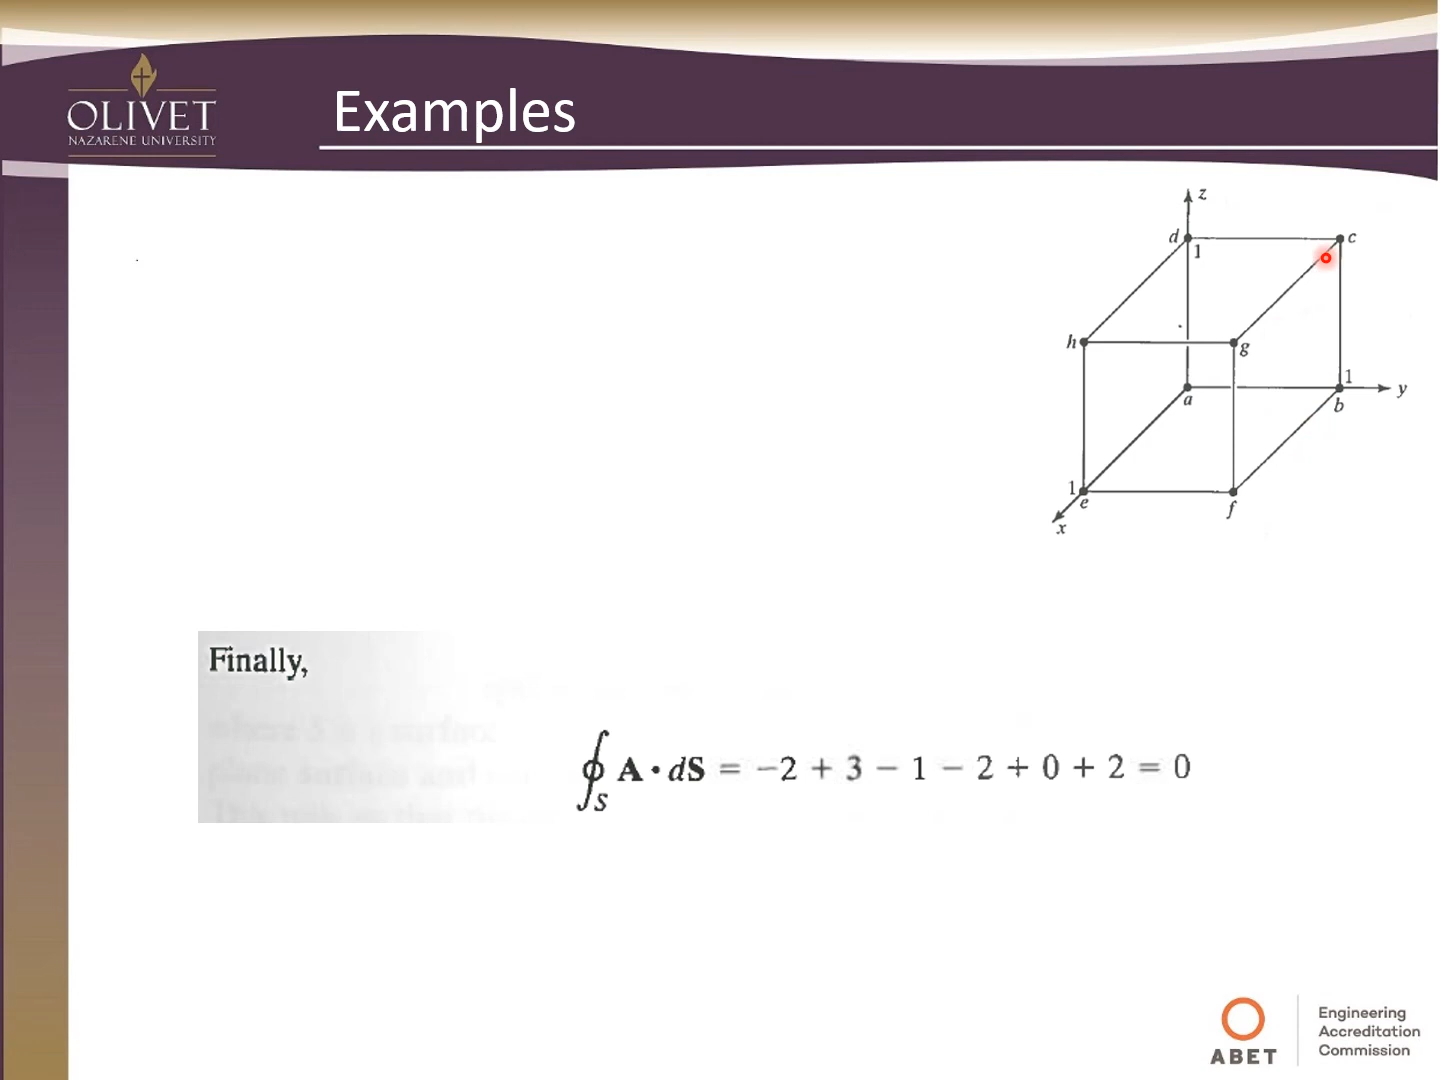 OLIVET
NAZARENE UNIVERSITY
Examples
z
d
c
1
h
g
1
a
y
b
1
e
f
x
Finally,
∮S A · dS = −2 + 3 − 1 − 2 + 0 + 2 = 0
ABET
Engineering
Accreditation
Commission